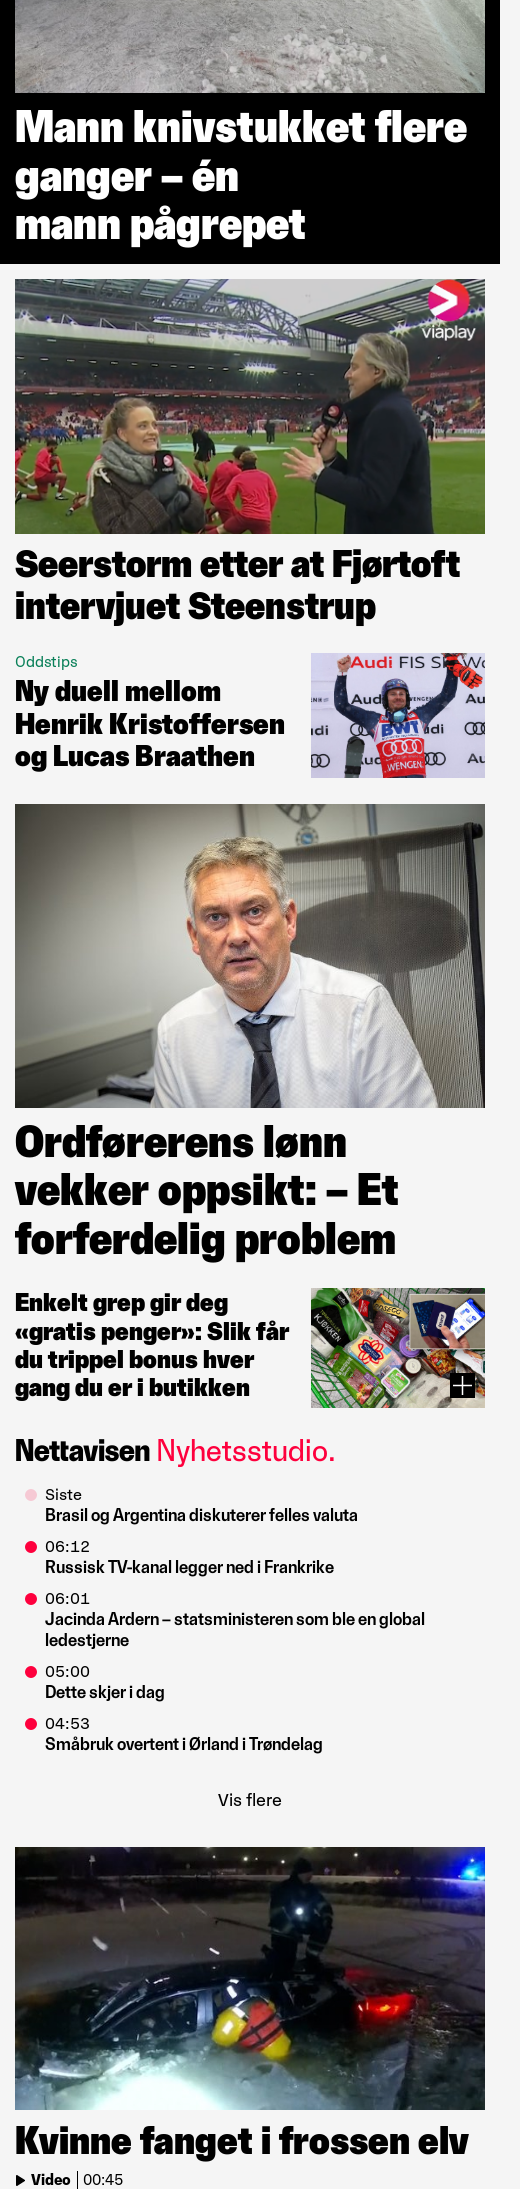 Mann knivstukket flere
ganger – én
mann pågrepet
viaplay
Seerstorm etter at Fjørtoft
intervjuet Steenstrup
Oddstips
Ny duell mellom
Henrik Kristoffersen
og Lucas Braathen
Audi FIS
Audi
WENGEN
BWT
WENGEN
Ordførerens lønn
vekker oppsikt: – Et
forferdelig problem
Enkelt grep gir deg
«gratis penger»: Slik får
du trippel bonus hver
gang du er i butikken
KJØKKEN
Nettavisen Nyhetsstudio.
Siste
Brasil og Argentina diskuterer felles valuta
06:12
Russisk TV-kanal legger ned i Frankrike
06:01
Jacinda Ardern – statsministeren som ble en global
ledestjerne
05:00
Dette skjer i dag
04:53
Småbruk overtent i Ørland i Trøndelag
Vis flere
Kvinne fanget i frossen elv
Video 00:45